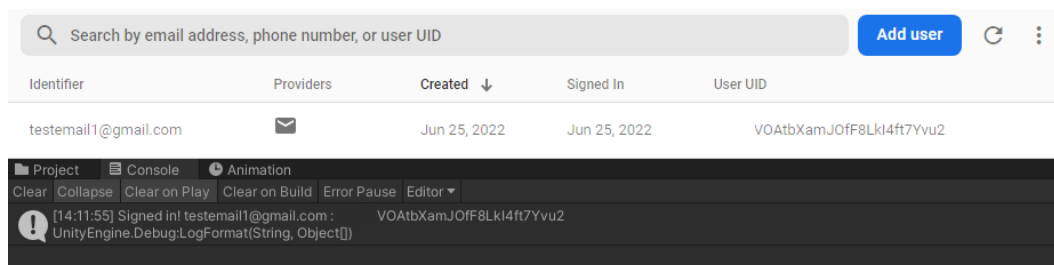 Search by email address, phone number, or user UID Add user
Identifier Providers Created Signed In User UID
testemail1@gmail.com Jun 25, 2022 Jun 25, 2022 VOAtbXamJOfF8LkI4ft7Yvu2
Project Console Animation
Clear Collapse Clear on Play Clear on Build Error Pause Editor
[14:11:55] Signed in! testemail1@gmail.com : VOAtbXamJOfF8LkI4ft7Yvu2
UnityEngine.Debug:LogFormat(String, Object[])